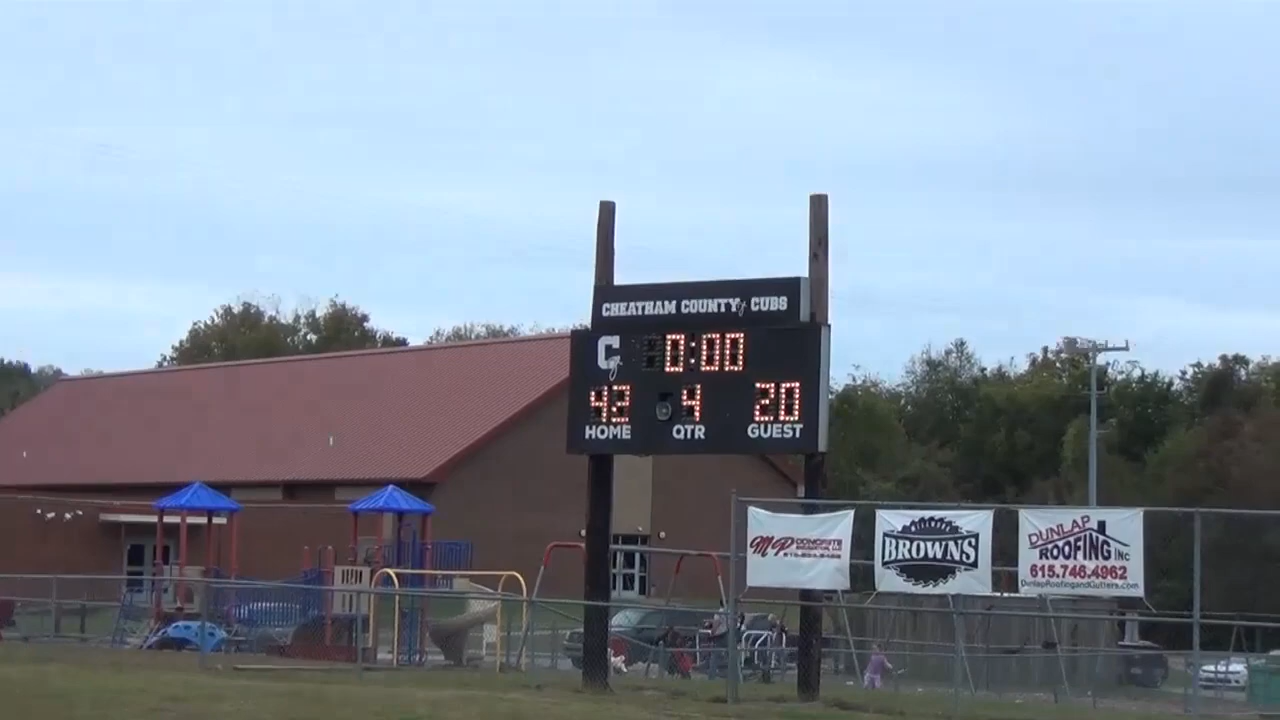 CHEATHAM COUNTY CUBS
C 0:00
42 4 20
HOME QTR GUEST
MP CONCRETE
BROWNS
DUNLAP
ROOFING INC
615.746.4962
DunlapRoofingandGutters.com